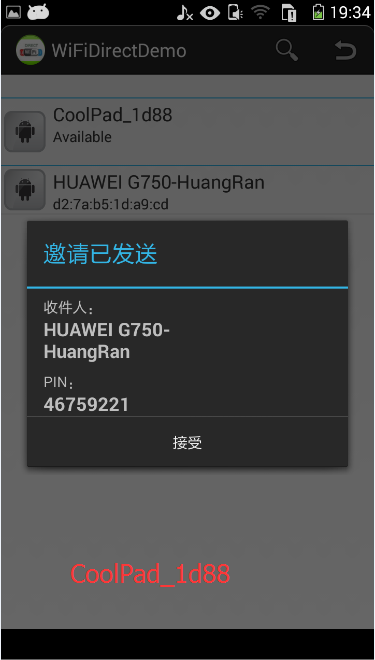 19:34
WiFiDirectDemo
CoolPad_1d88
Available
HUAWEI G750-HuangRan
d2:7a:b5:1d:a9:cd
邀请已发送
收件人：
HUAWEI G750-
HuangRan
PIN：
46759221
接受
CoolPad_1d88